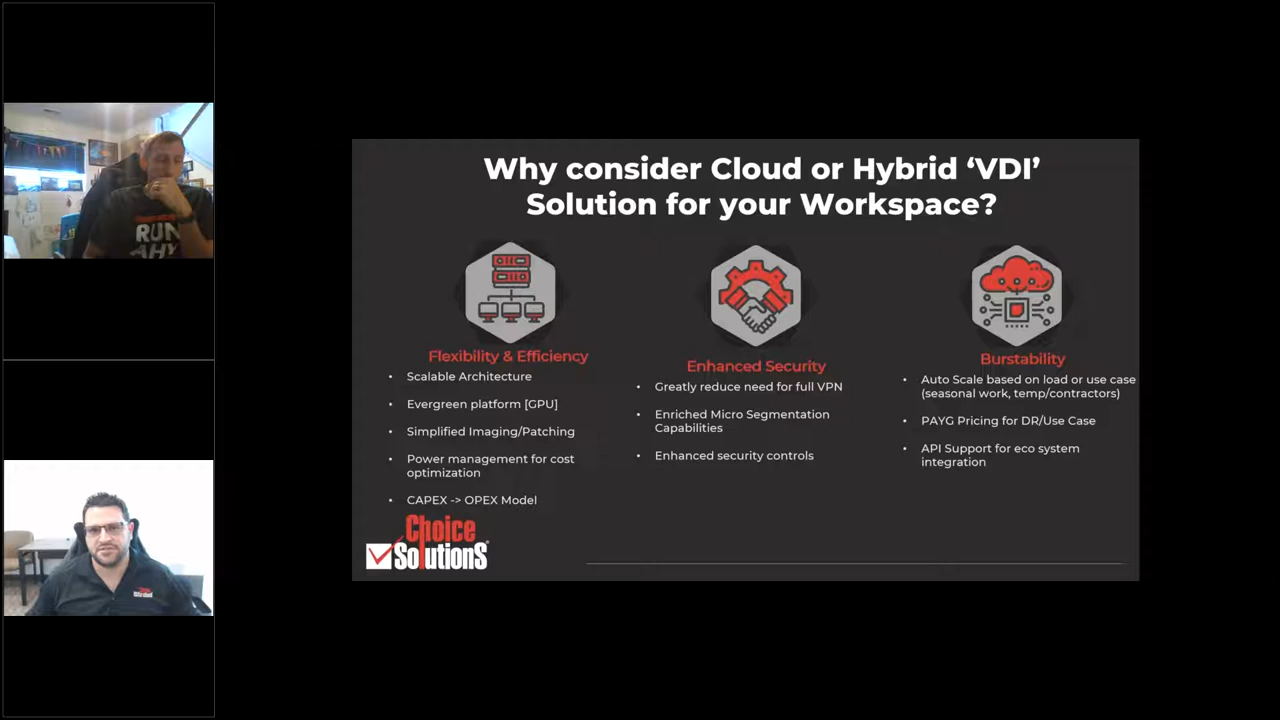 Why consider Cloud or Hybrid ‘VDI’
Solution for your Workspace?
Flexibility & Efficiency
• Scalable Architecture
• Evergreen platform [GPU]
• Simplified Imaging/Patching
• Power management for cost
optimization
• CAPEX -> OPEX Model
Enhanced Security
• Greatly reduce need for full VPN
• Enriched Micro Segmentation
Capabilities
• Enhanced security controls
Burstability
• Auto Scale based on load or use case
(seasonal work, temp/contractors)
• PAYG Pricing for DR/Use Case
• API Support for eco system
integration
Choice
SolutionS
RUN